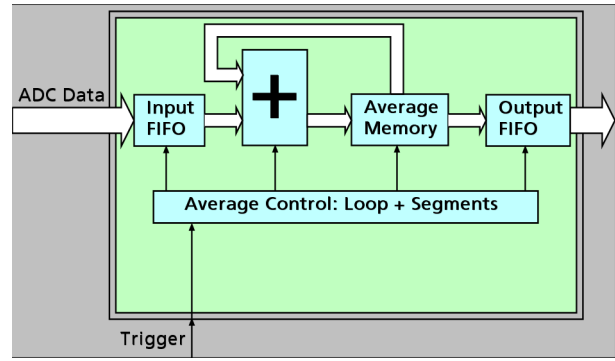 ADC Data
Input
FIFO
+
Average
Memory
Output
FIFO
Average Control: Loop + Segments
Trigger